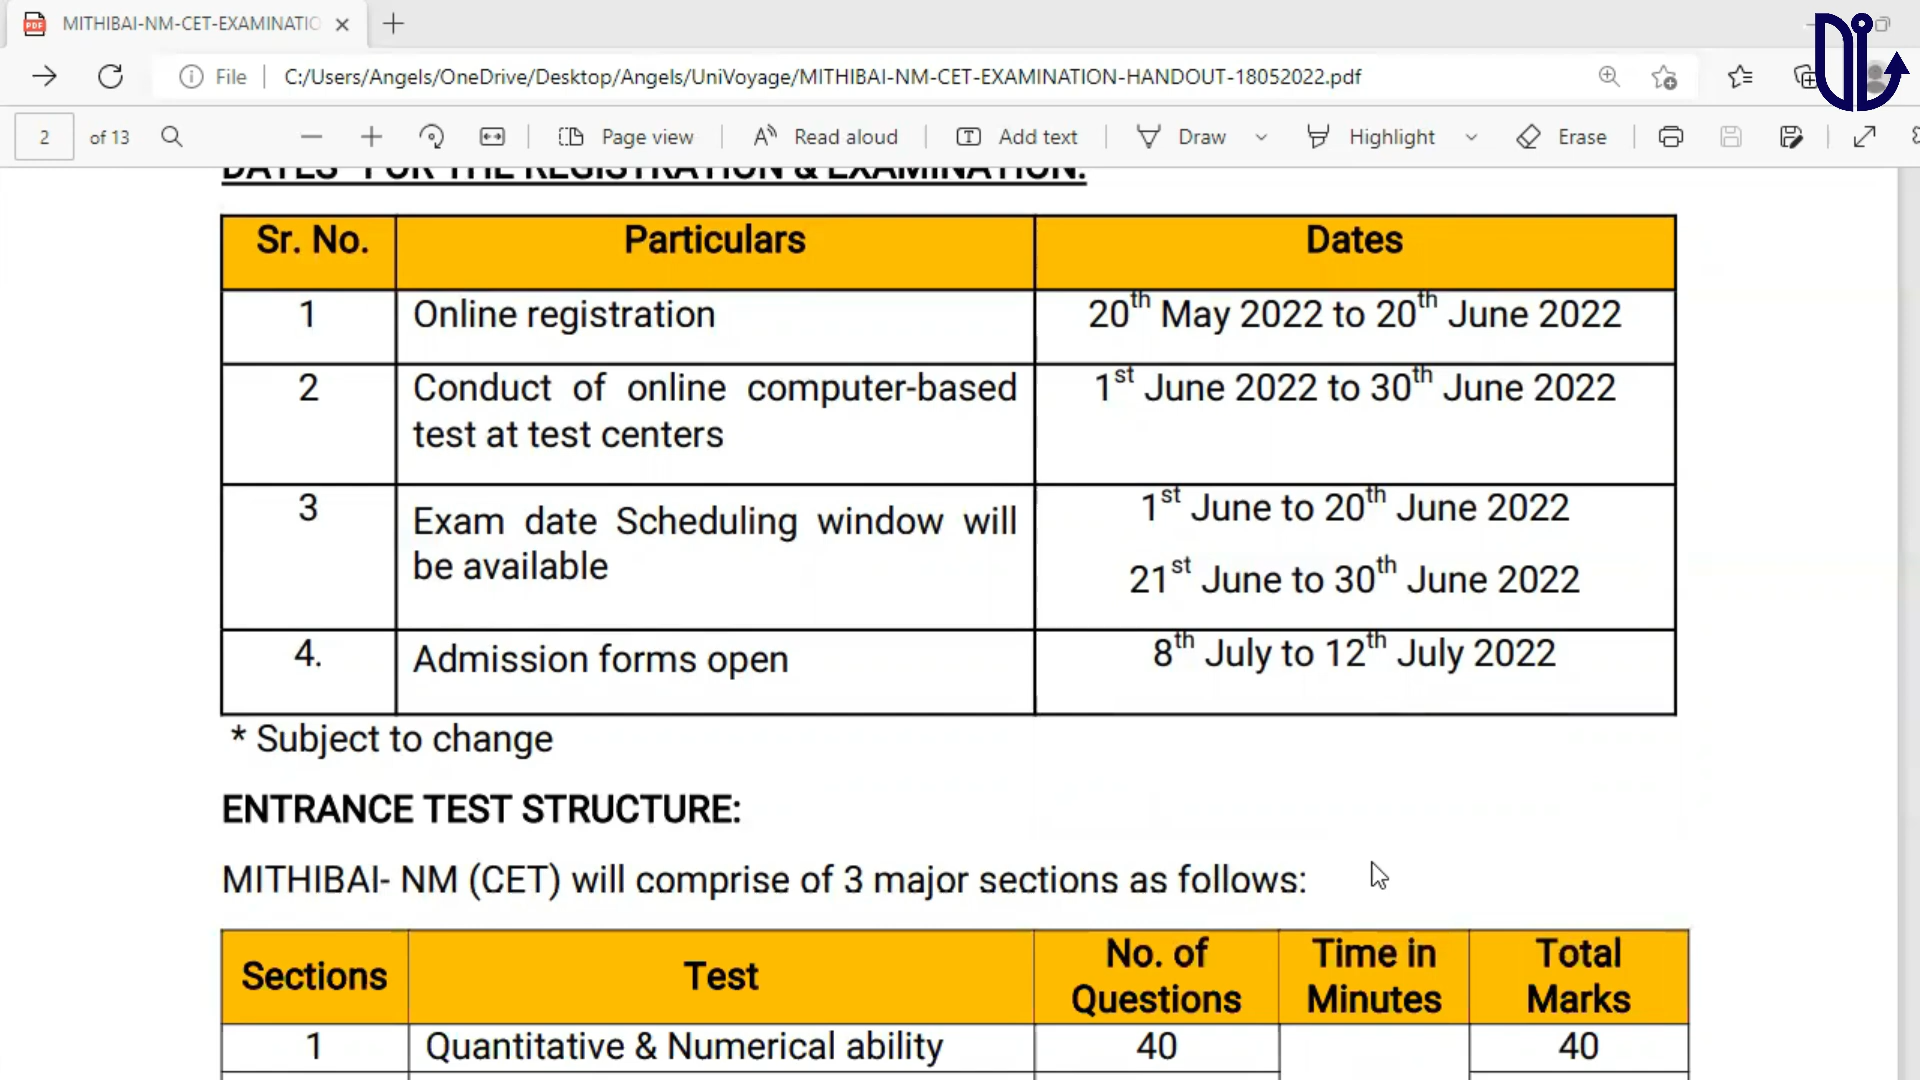 MITHIBAI-NM-CET-EXAMINATIO
File
C:/Users/Angels/OneDrive/Desktop/Angels/UniVoyage/MITHIBAI-NM-CET-EXAMINATION-HANDOUT-18052022.pdf
2 of 13
Page view
Read aloud
Add text
Draw
Highlight
Erase
DATES* FOR THE REGISTRATION & EXAMINATION:
Sr. No. Particulars Dates
1 Online registration 20th May 2022 to 20th June 2022
2 Conduct of online computer-based 1st June 2022 to 30th June 2022
test at test centers
3 Exam date Scheduling window will 1st June to 20th June 2022
be available 21st June to 30th June 2022
4. Admission forms open 8th July to 12th July 2022
* Subject to change
ENTRANCE TEST STRUCTURE:
MITHIBAI- NM (CET) will comprise of 3 major sections as follows:
Sections Test No. of Questions Time in Minutes Total Marks
1 Quantitative & Numerical ability 40 40